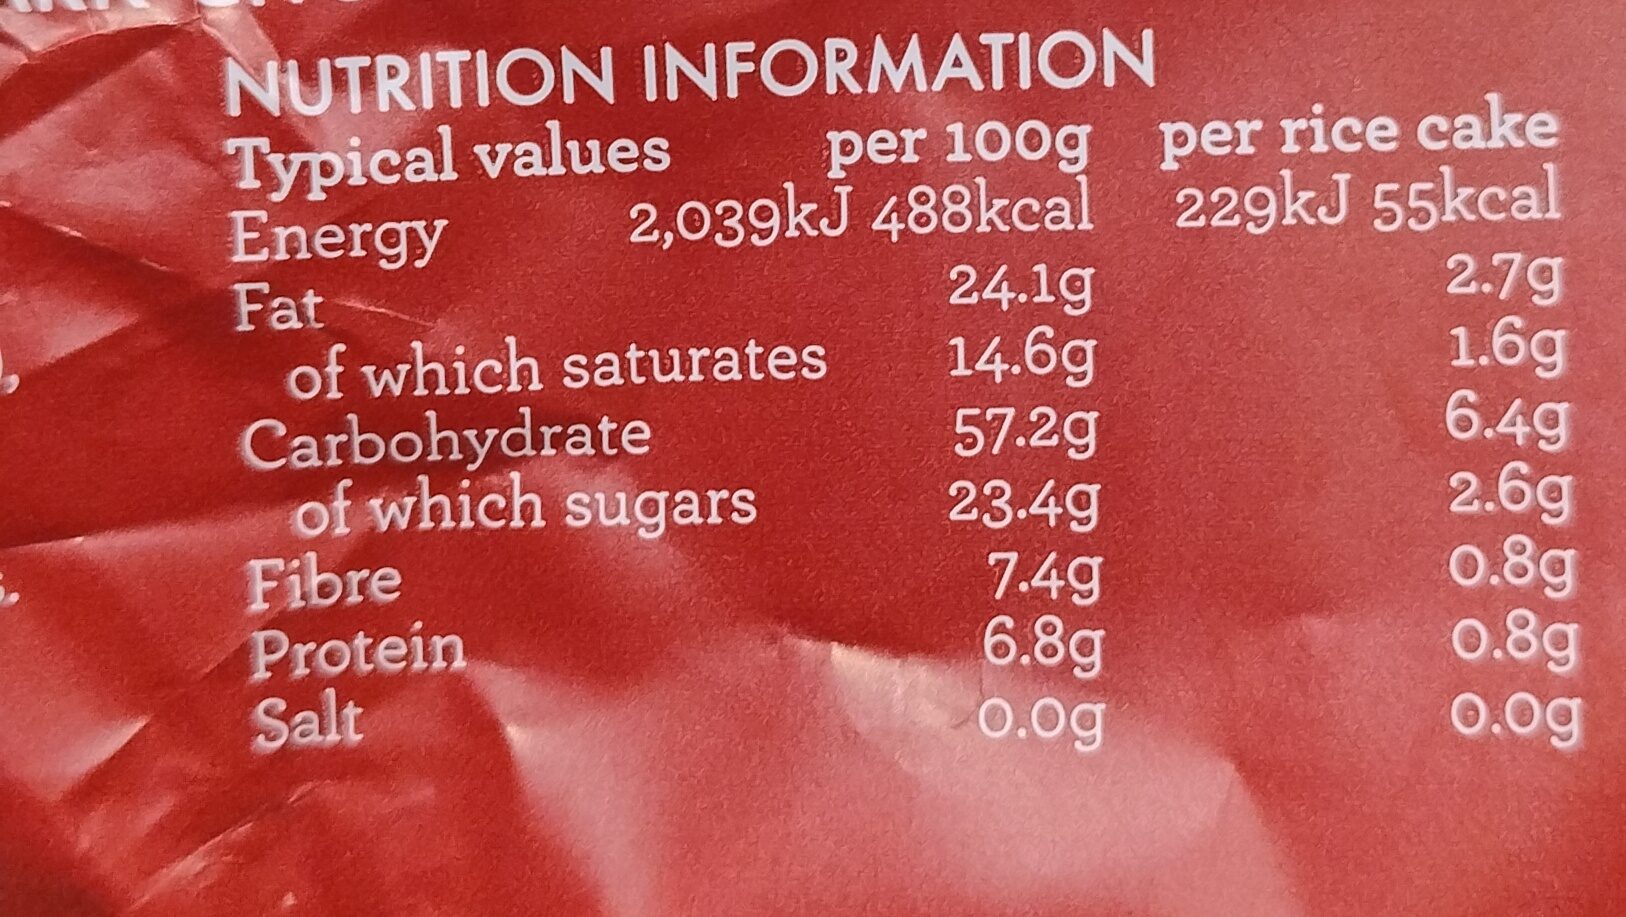 NUTRITION INFORMATION
Typical values per 100g per rice cake
Energy 2,039kJ 488kcal 229kJ 55kcal
Fat 24.1g 2.7g
of which saturates 14.6g 1.6g
Carbohydrate 57.2g 6.4g
of which sugars 23.4g 2.6g
Fibre 7.4g 0.8g
Protein 6.8g 0.8g
Salt 0.0g 0.0g